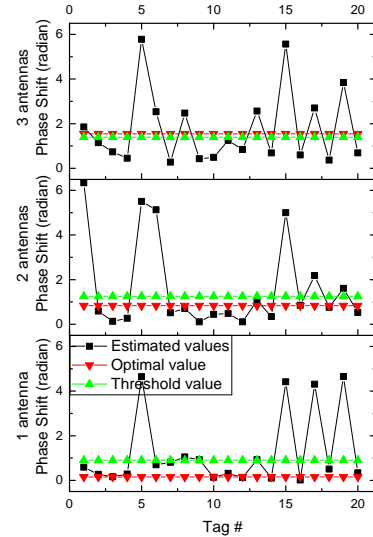 0 5 10 15 20
6
4
2
0
3 antennas
Phase Shift (radian)
6
4
2
0
2 antennas
Phase Shift (radian)
6
4
2
0
1 antenna
Phase Shift (radian)
Estimated values
Optimal value
Threshold value
0 5 10 15 20
Tag #